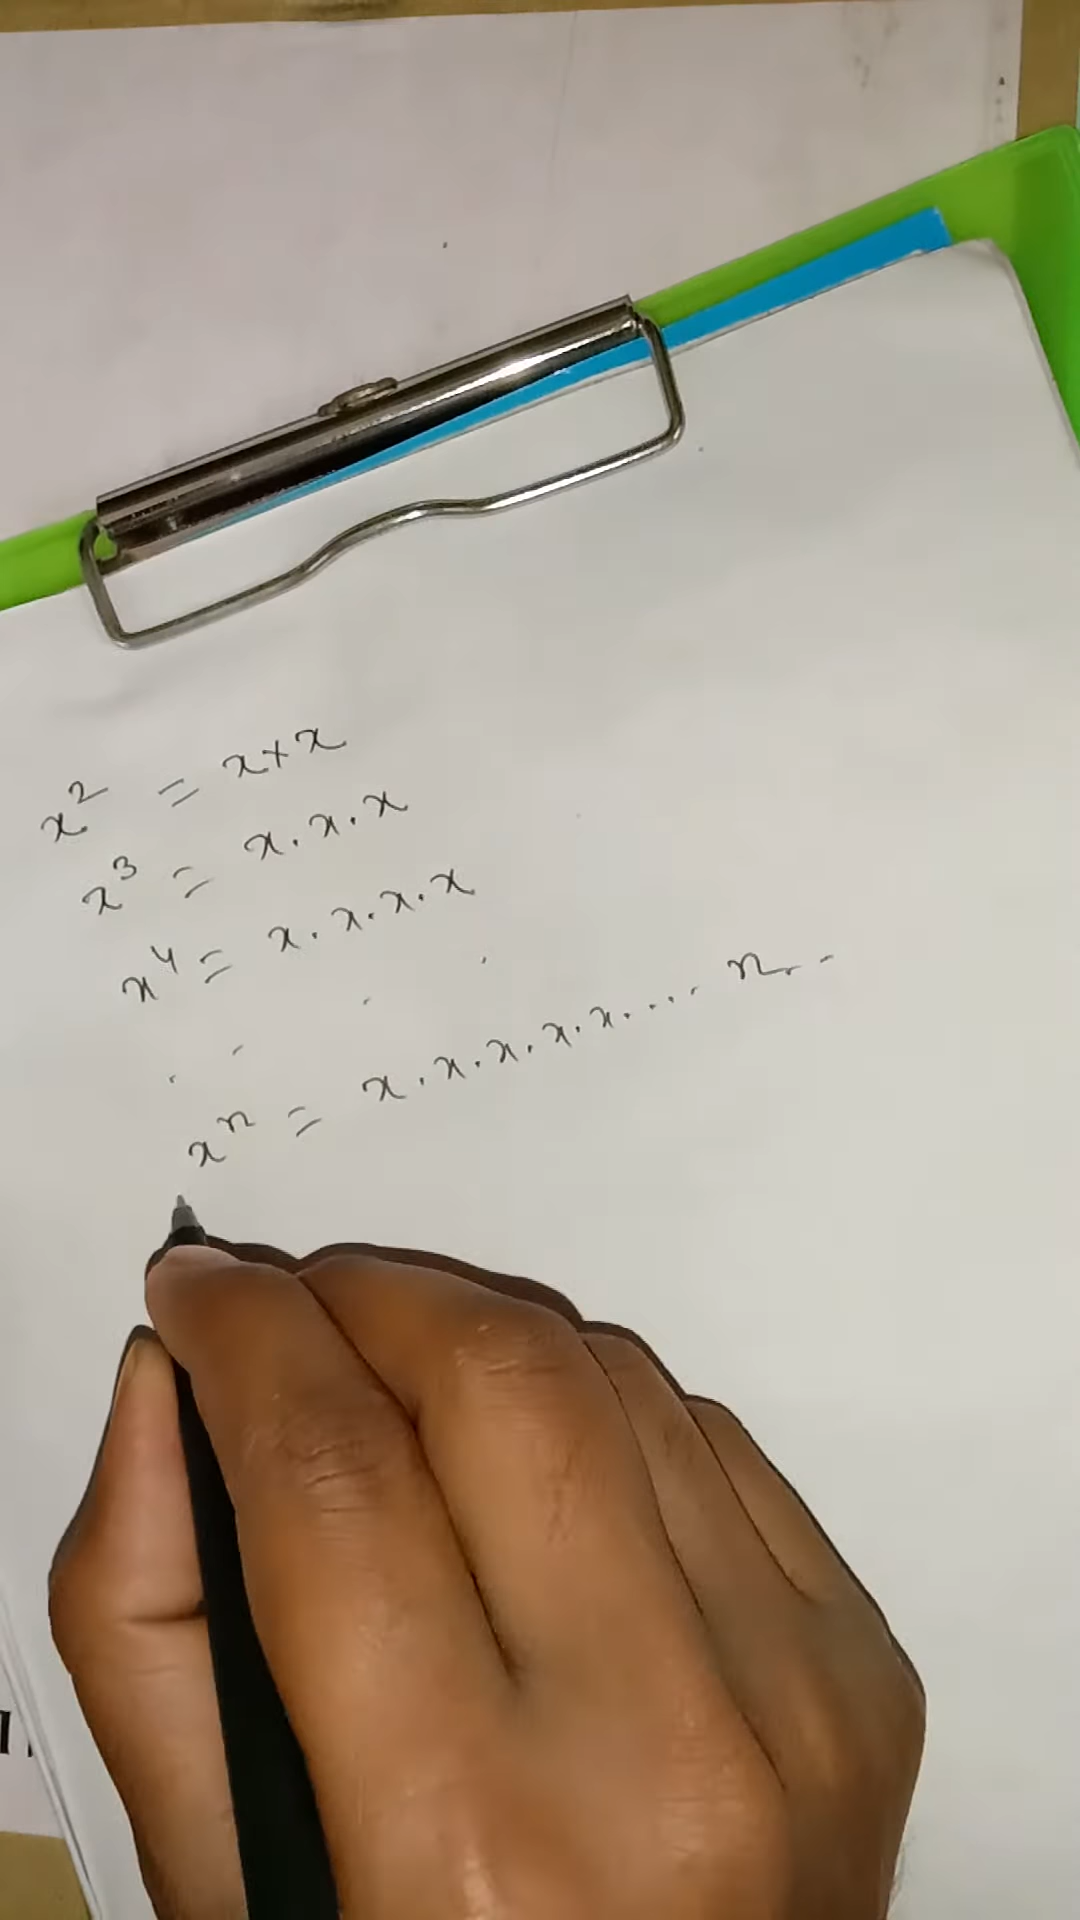 x² = x × x
x³ = x . x . x
x⁴ = x . x . x . x
. . . .
xⁿ = x . x . x . x . x . . . . n . .